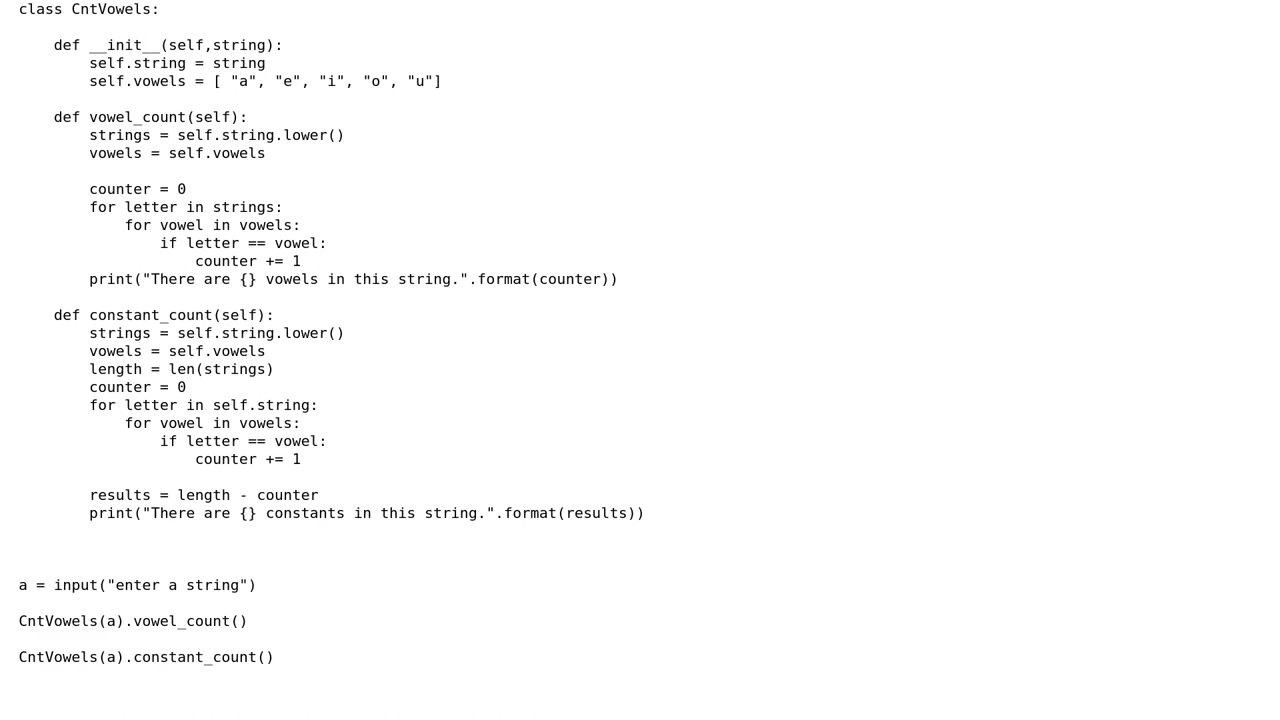 class CntVowels:
    def __init__(self,string):
        self.string = string
        self.vowels = [ "a", "e", "i", "o", "u"]
    def vowel_count(self):
        strings = self.string.lower()
        vowels = self.vowels
        counter = 0
        for letter in strings:
            for vowel in vowels:
                if letter == vowel:
                    counter += 1
        print("There are {} vowels in this string.".format(counter))
    def constant_count(self):
        strings = self.string.lower()
        vowels = self.vowels
        length = len(strings)
        counter = 0
        for letter in self.string:
            for vowel in vowels:
                if letter == vowel:
                    counter += 1
        results = length - counter
        print("There are {} constants in this string.".format(results))
a = input("enter a string")
CntVowels(a).vowel_count()
CntVowels(a).constant_count()